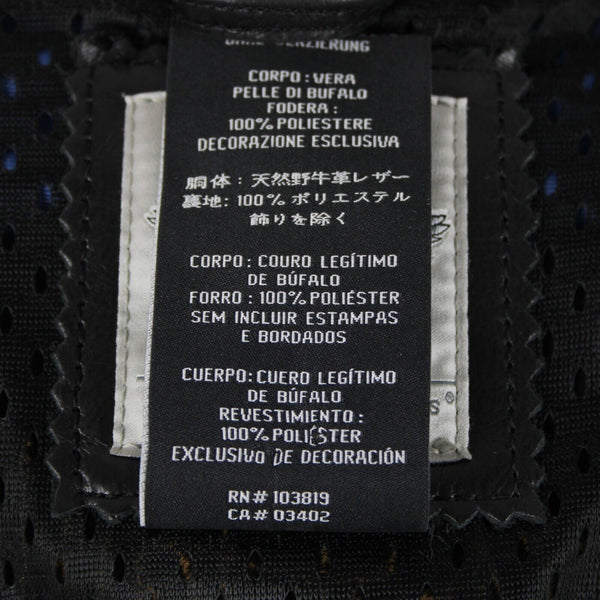 OHNE VERZIERUNG
CORPO: VERA
PELLE DI BUFALO
FODERA:
100% POLIESTERE
DECORAZIONE ESCLUSIVA
胴体: 天然野牛革レザー
裏地: 100% ポリエステル
飾りを除く
CORPO: COURO LEGÍTIMO
DE BÚFALO
FORRO: 100% POLIÉSTER
SEM INCLUIR ESTAMPAS
E BORDADOS
CUERPO: CUERO LEGÍTIMO
DE BÚFALO
REVESTIMIENTO:
100% POLIÉSTER
EXCLUSIVO DE DECORACIÓN
RN# 103819
CA# 03402
S®